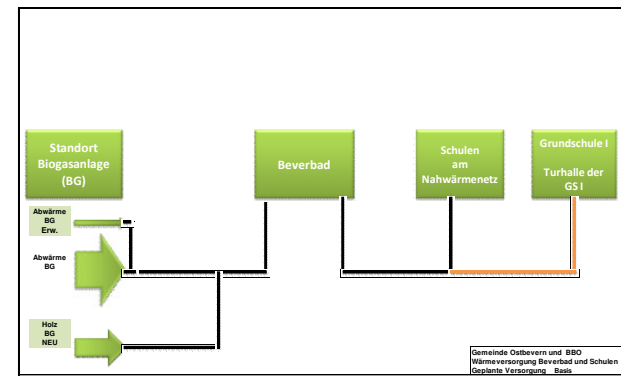 Standort
Biogasanlage
(BG)
Beverbad
Schulen
am
Nahwärmenetz
Grundschule I
Turhalle der
GS I
Abwärme
BG
Erw.
Abwärme
BG
Holz
BG
NEU
Gemeinde Ostbevern und BBO
Wärmeversorgung Beverbad und Schulen
Geplante Versorgung Basis